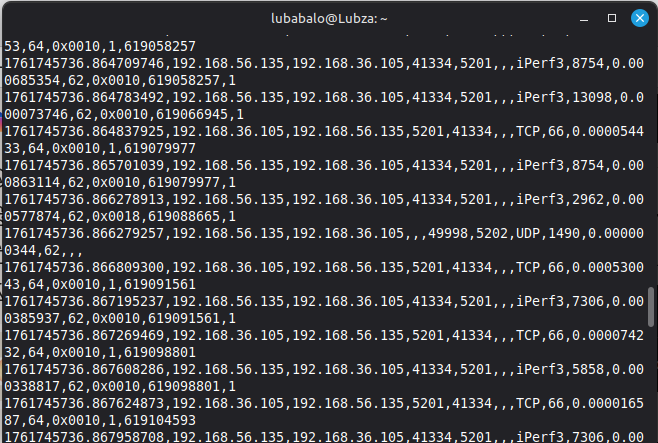 lubabalo@Lubza: ~
53,64,0x0010,1,619058257
1761745736.864709746,192.168.56.135,192.168.36.105,41334,5201,,,iPerf3,8754,0.00
0685354,62,0x0010,619058257,1
1761745736.864783492,192.168.56.135,192.168.36.105,41334,5201,,,iPerf3,13098,0.0
00073746,62,0x0010,619066945,1
1761745736.864837925,192.168.36.105,192.168.56.135,5201,41334,,,TCP,66,0.0000544
33,64,0x0010,1,619079977
1761745736.865701039,192.168.56.135,192.168.36.105,41334,5201,,,iPerf3,8754,0.00
0863114,62,0x0010,619079977,1
1761745736.866278913,192.168.56.135,192.168.36.105,41334,5201,,,iPerf3,2962,0.00
0577874,62,0x0018,619088665,1
1761745736.866279257,192.168.56.135,192.168.36.105,,,49998,5202,UDP,1490,0.00000
0344,62,,,
1761745736.866809300,192.168.36.105,192.168.56.135,5201,41334,,,TCP,66,0.0005300
43,64,0x0010,1,619091561
1761745736.867195237,192.168.56.135,192.168.36.105,41334,5201,,,iPerf3,7306,0.00
0385937,62,0x0010,619091561,1
1761745736.867269469,192.168.36.105,192.168.56.135,5201,41334,,,TCP,66,0.0000742
32,64,0x0010,1,619098801
1761745736.867608286,192.168.56.135,192.168.36.105,41334,5201,,,iPerf3,5858,0.00
0338817,62,0x0010,619098801,1
1761745736.867624873,192.168.36.105,192.168.56.135,5201,41334,,,TCP,66,0.0000165
87,64,0x0010,1,619104593
1761745736.867958708,192.168.56.135,192.168.36.105,41334,5201,,,iPerf3,7306,0.00